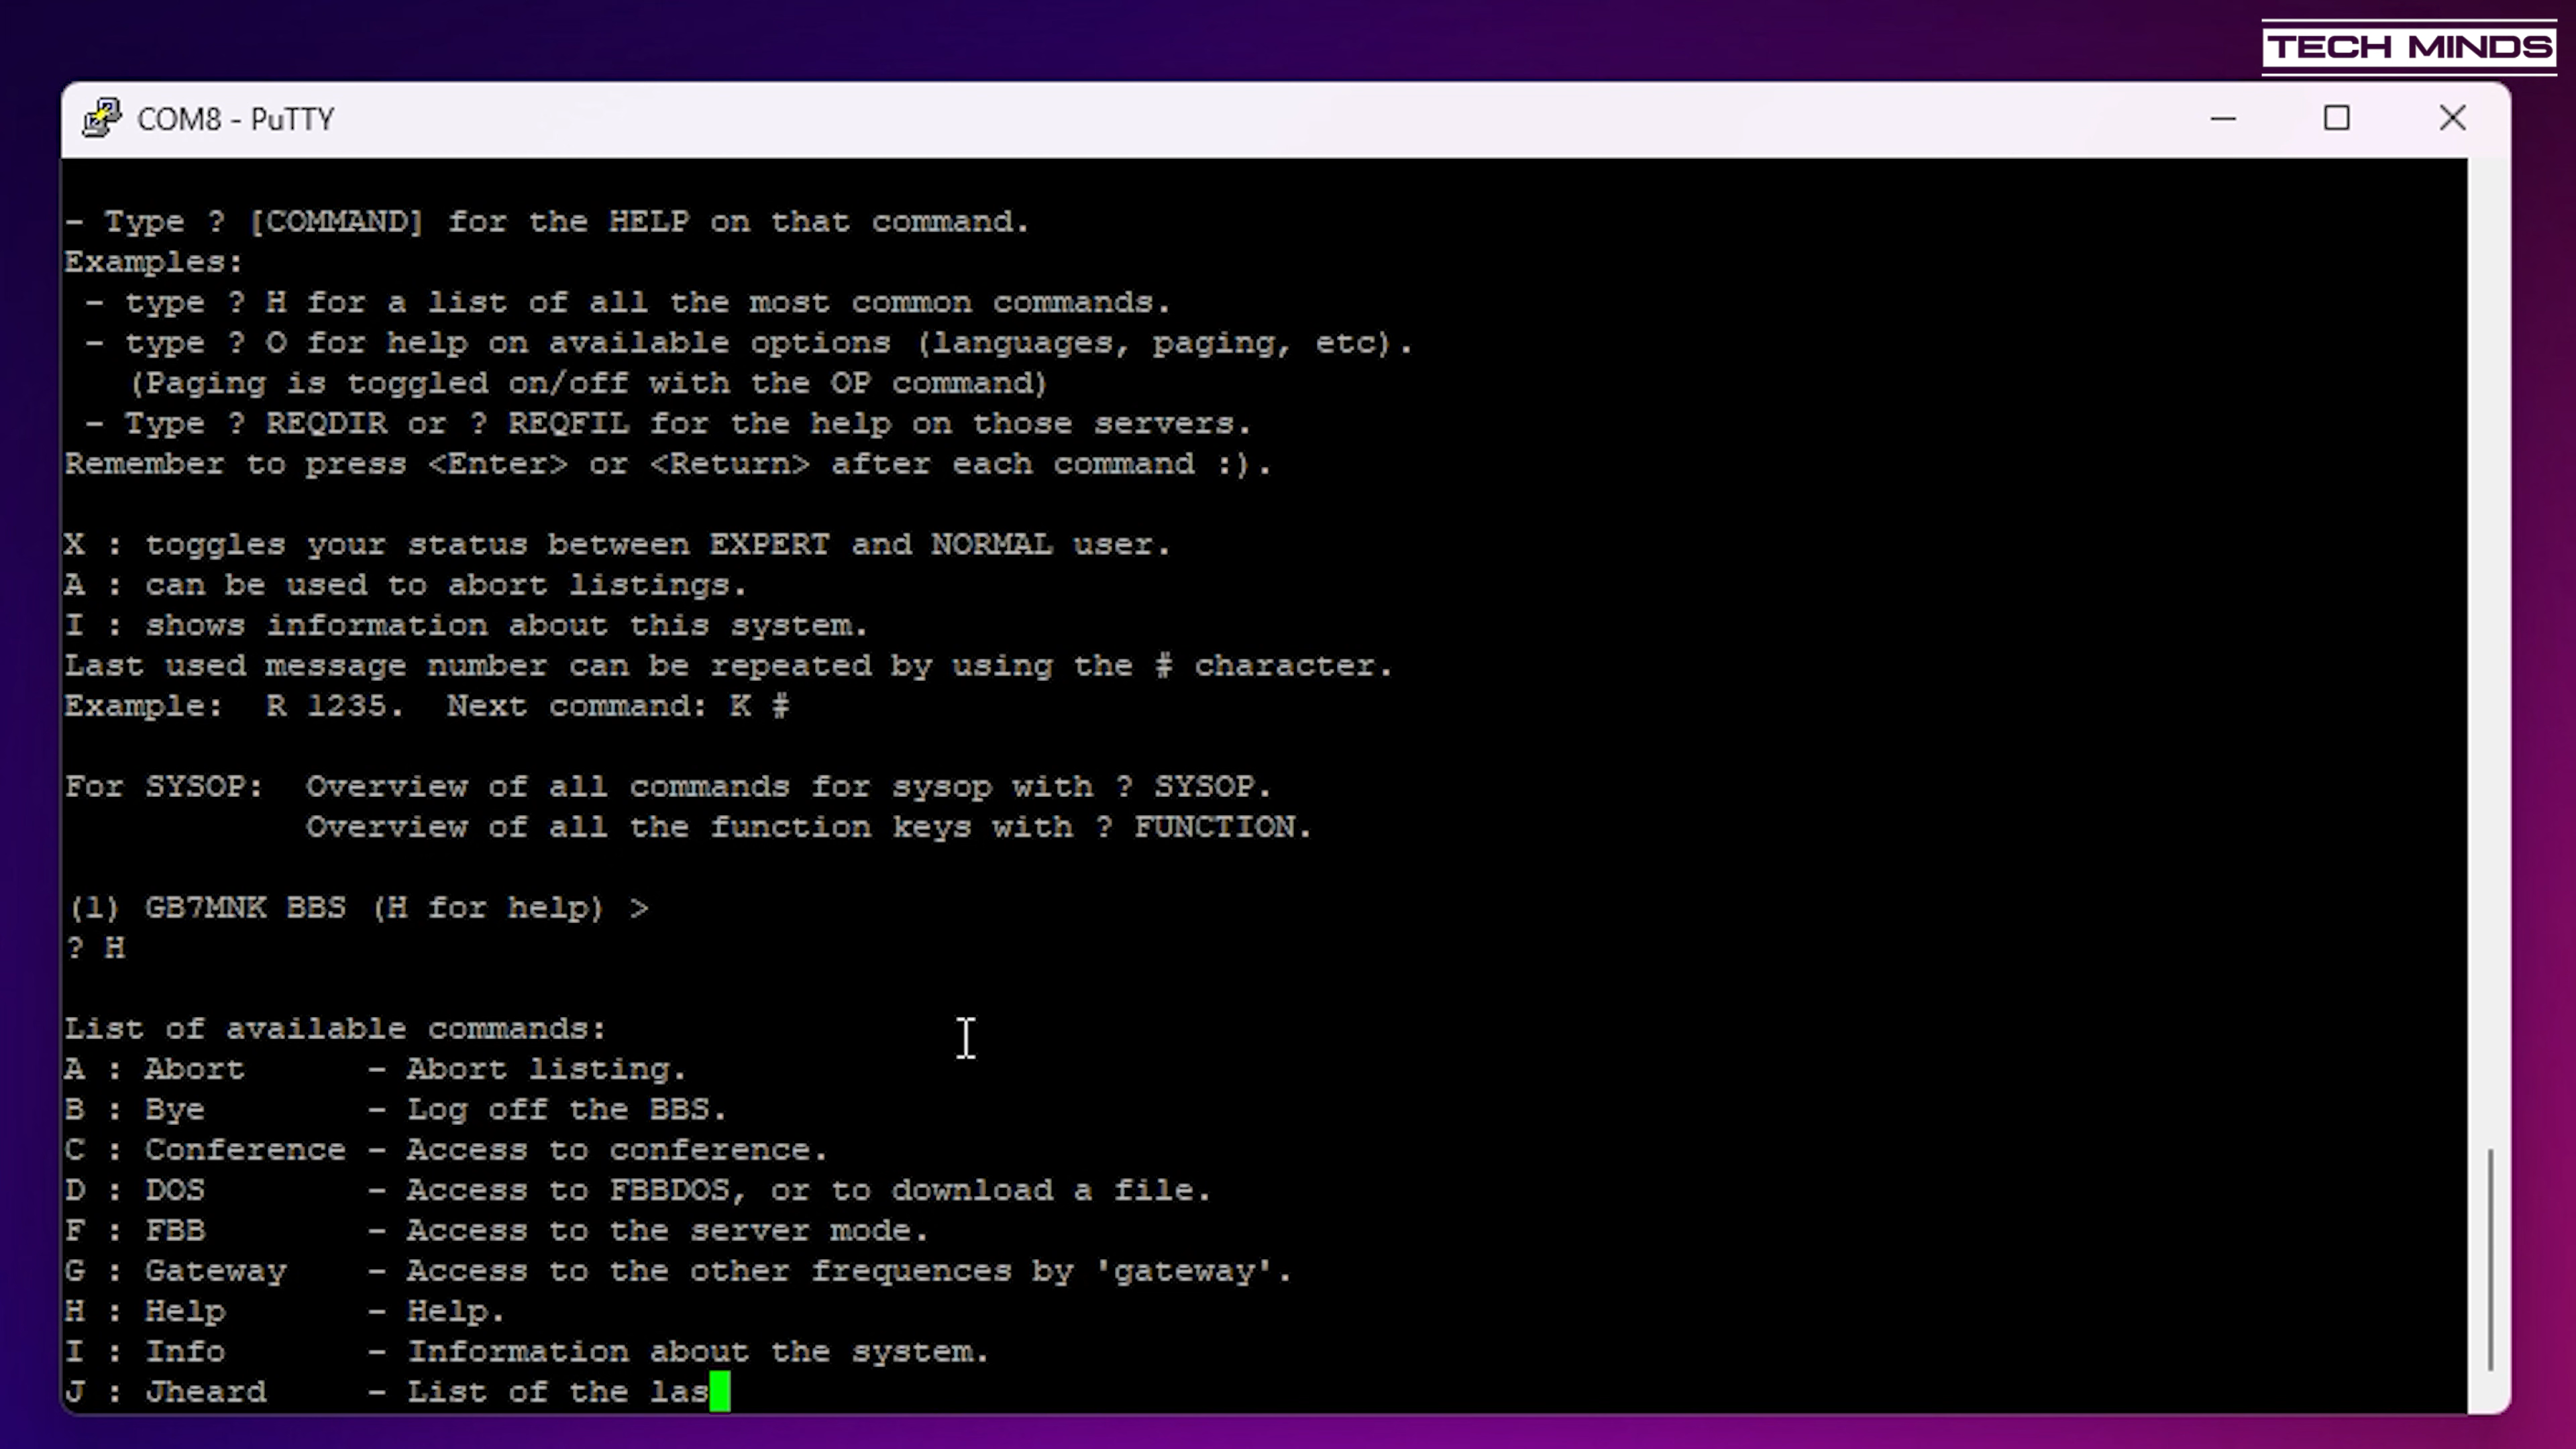 TECH MINDS
COM8 - PuTTY
- Type ? [COMMAND] for the HELP on that command.
Examples:
- type ? H for a list of all the most common commands.
- type ? O for help on available options (languages, paging, etc).
(Paging is toggled on/off with the OP command)
- Type ? REQDIR or ? REQFIL for the help on those servers.
Remember to press <Enter> or <Return> after each command :).
X : toggles your status between EXPERT and NORMAL user.
A : can be used to abort listings.
I : shows information about this system.
Last used message number can be repeated by using the # character.
Example:  R 1235.  Next command: K #
For SYSOP:  Overview of all commands for sysop with ? SYSOP.
Overview of all the function keys with ? FUNCTION.
(1) GB7MNK BBS (H for help) >
? H
List of available commands:
A : Abort      - Abort listing.
B : Bye        - Log off the BBS.
C : Conference - Access to conference.
D : DOS        - Access to FBBDOS, or to download a file.
F : FBB        - Access to the server mode.
G : Gateway    - Access to the other frequences by 'gateway'.
H : Help       - Help.
I : Info       - Information about the system.
J : Jheard     - List of the las